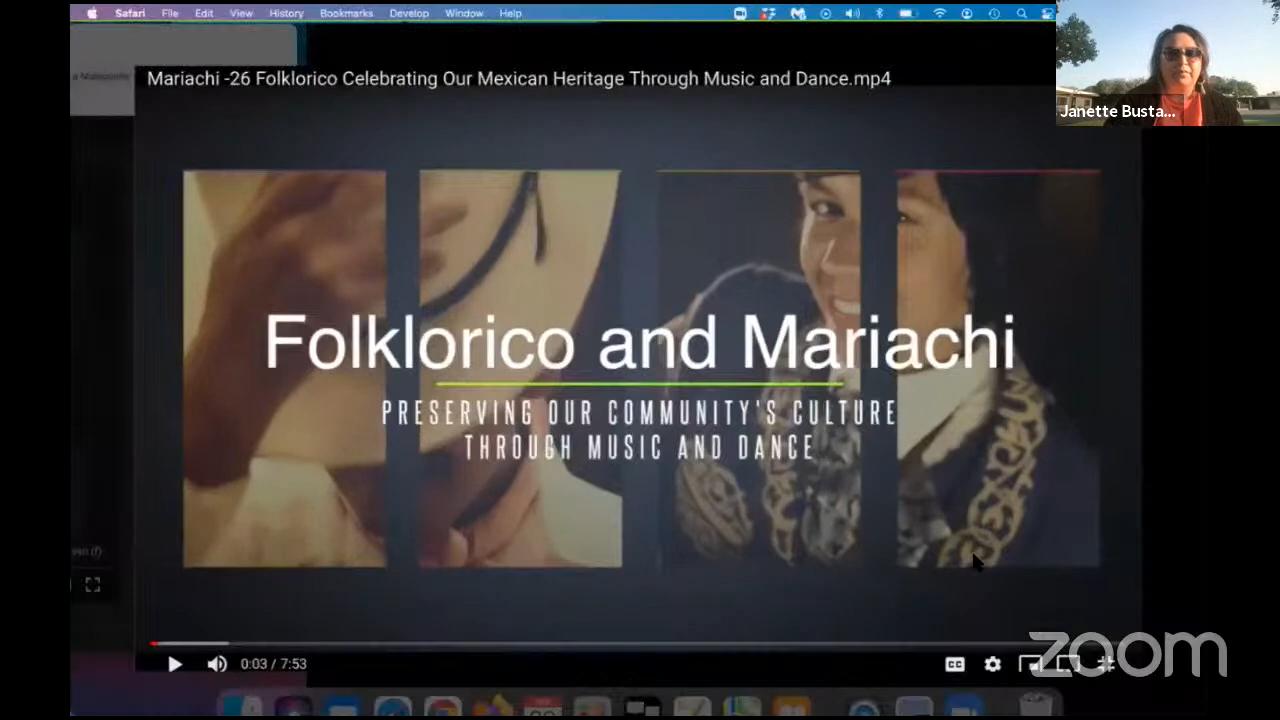 Safari File Edit View History Bookmarks Develop Window Help
Mariachi -26 Folklorico Celebrating Our Mexican Heritage Through Music and Dance.mp4
Janette Busta...
Folklorico and Mariachi
PRESERVING OUR COMMUNITY'S CULTURE
THROUGH MUSIC AND DANCE
0:03 / 7:53
CC
zoom